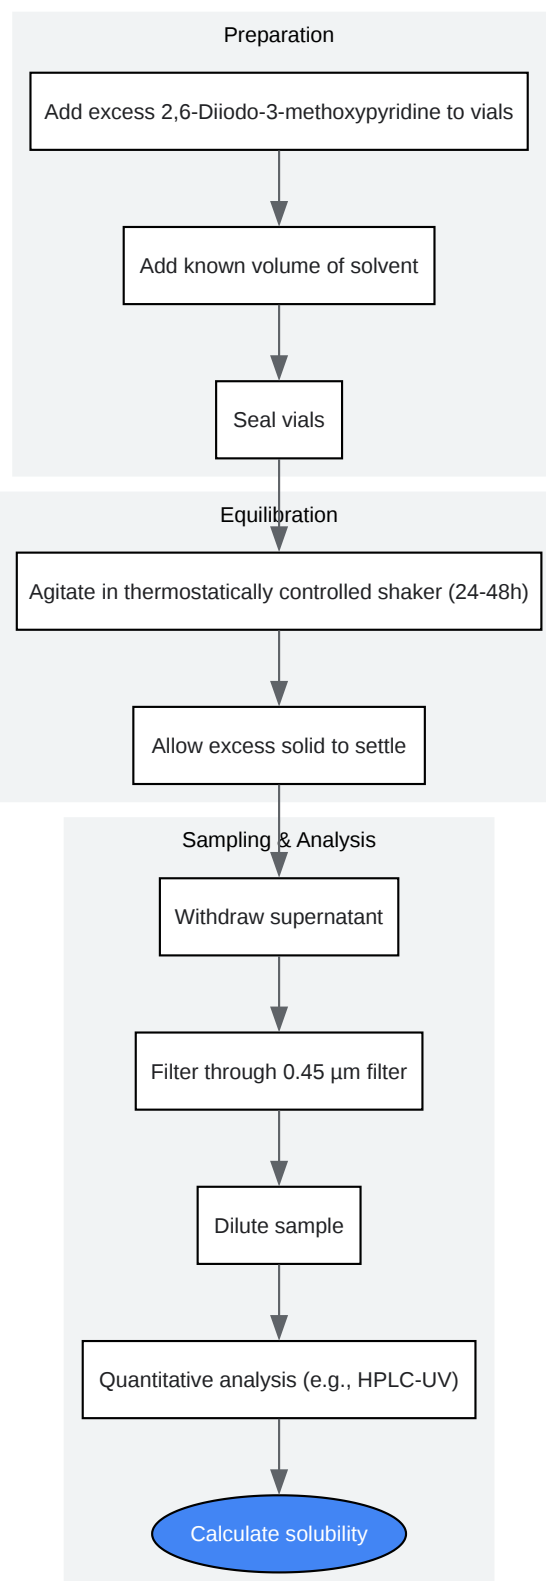 Preparation
Add excess 2,6-Diiodo-3-methoxypyridine to vials
Add known volume of solvent
Seal vials
Equilibration
Agitate in thermostatically controlled shaker (24-48h)
Allow excess solid to settle
Sampling & Analysis
Withdraw supernatant
Filter through 0.45 µm filter
Dilute sample
Quantitative analysis (e.g., HPLC-UV)
Calculate solubility